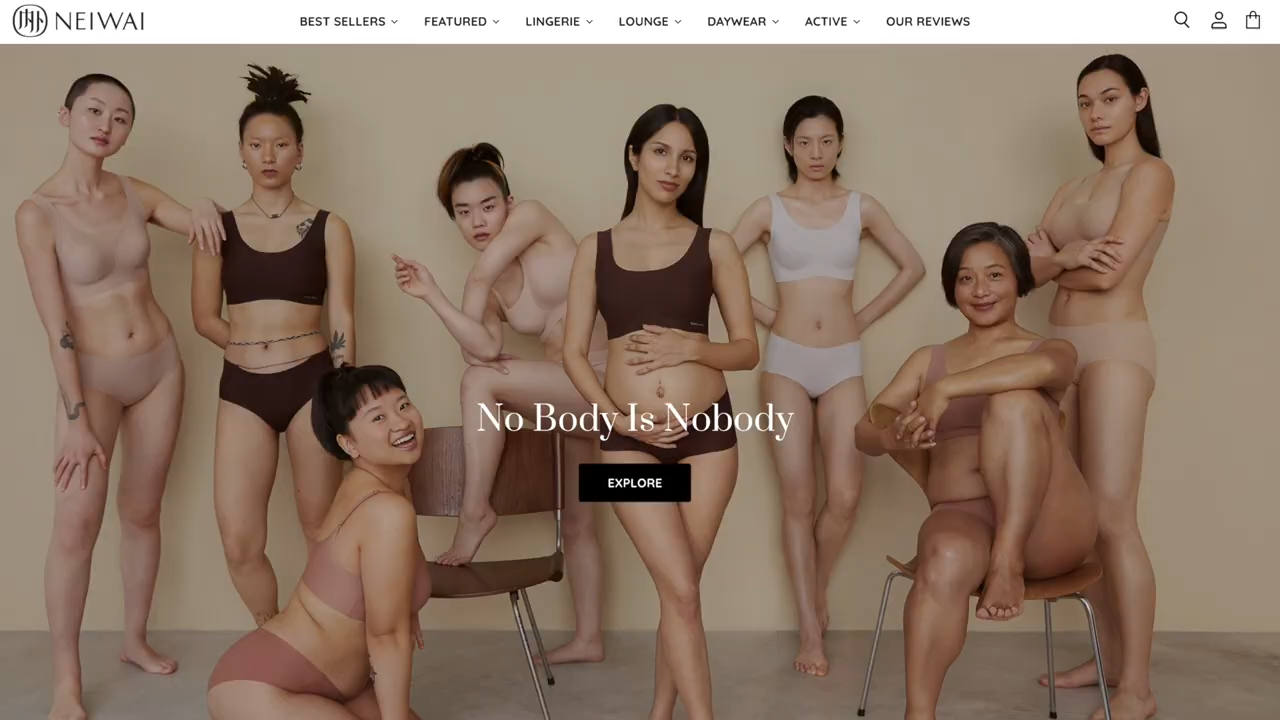 NEIWAI
BEST SELLERS
FEATURED
LINGERIE
LOUNGE
DAYWEAR
ACTIVE
OUR REVIEWS
No Body Is Nobody
EXPLORE